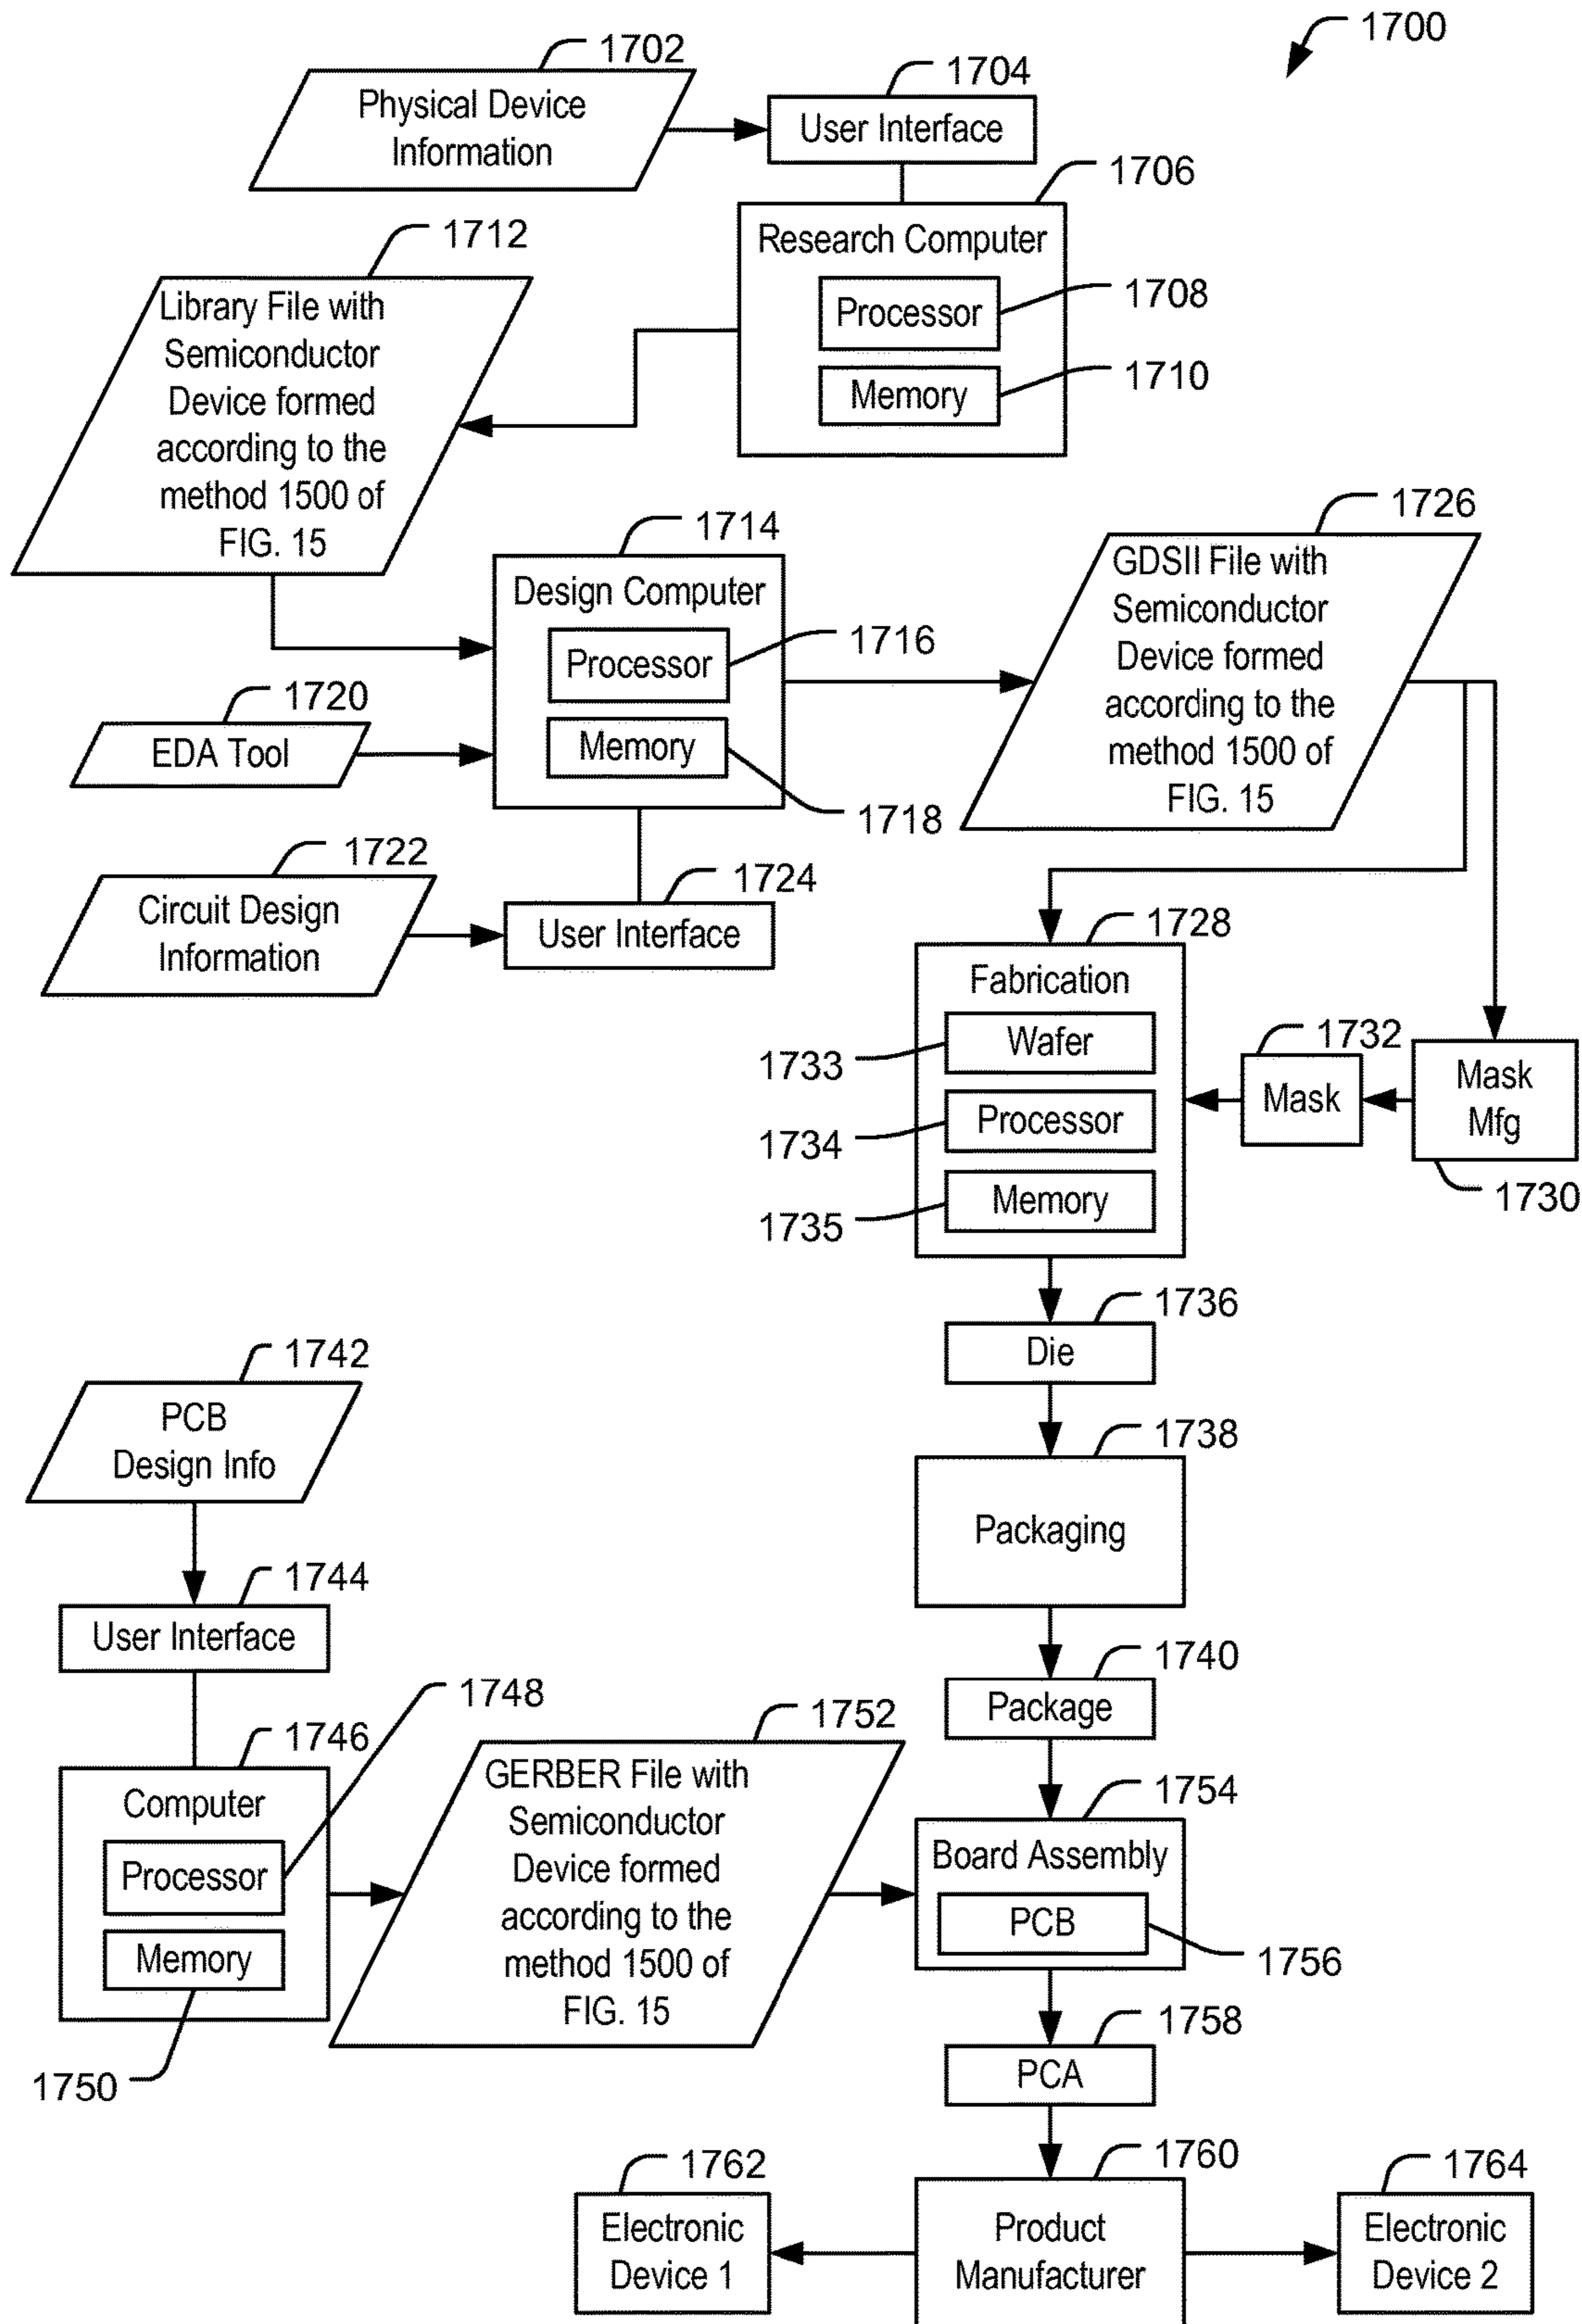 1700
1702
Physical Device
Information
1704
User Interface
1706
Research Computer
Processor
1708
Memory
1710
1712
Library File with
Semiconductor
Device formed
according to the
method 1500 of
FIG. 15
1714
Design Computer
Processor
1716
Memory
1718
1720
EDA Tool
1722
Circuit Design
Information
1724
User Interface
1726
GDSII File with
Semiconductor
Device formed
according to the
method 1500 of
FIG. 15
1728
Fabrication
Wafer
1733
Processor
1734
Memory
1735
1732
Mask
Mask
Mfg
1730
1736
Die
1738
Packaging
1740
Package
1742
PCB
Design Info
1744
User Interface
1746
1748
Computer
Processor
Memory
1750
1752
GERBER File with
Semiconductor
Device formed
according to the
method 1500 of
FIG. 15
1754
Board Assembly
PCB
1756
1758
PCA
1760
Product
Manufacturer
1762
Electronic
Device 1
1764
Electronic
Device 2